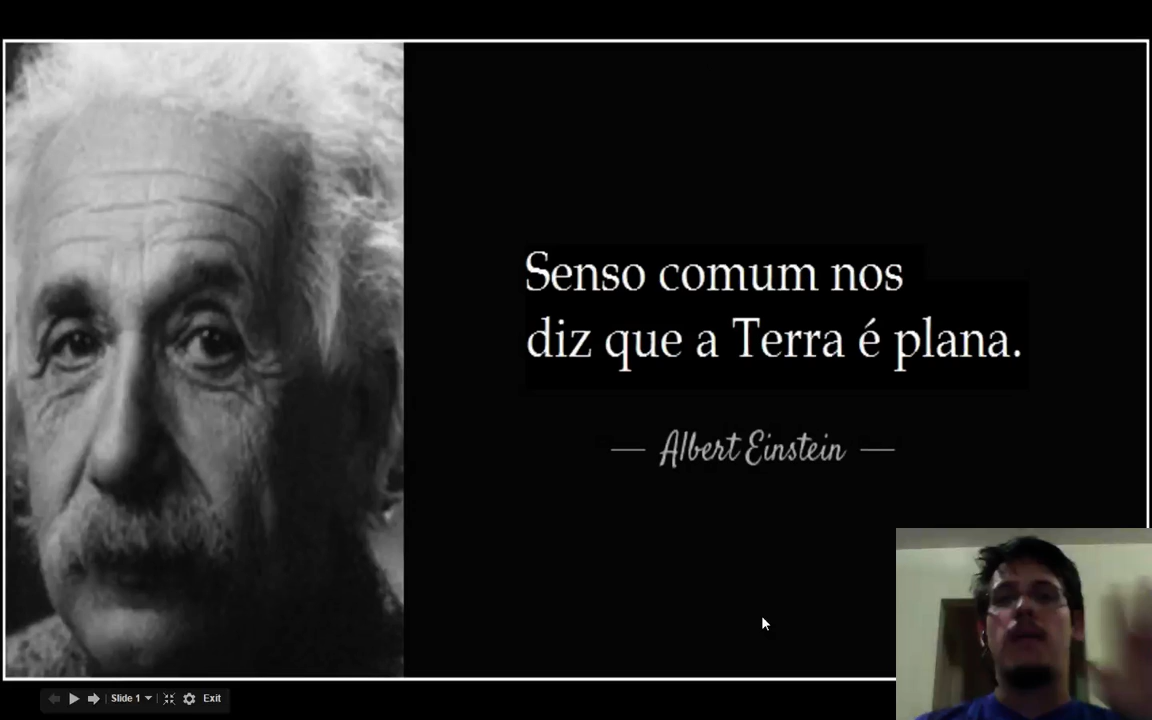 Senso comum nos
diz que a Terra é plana.
Albert Einstein
Slide 1
Exit